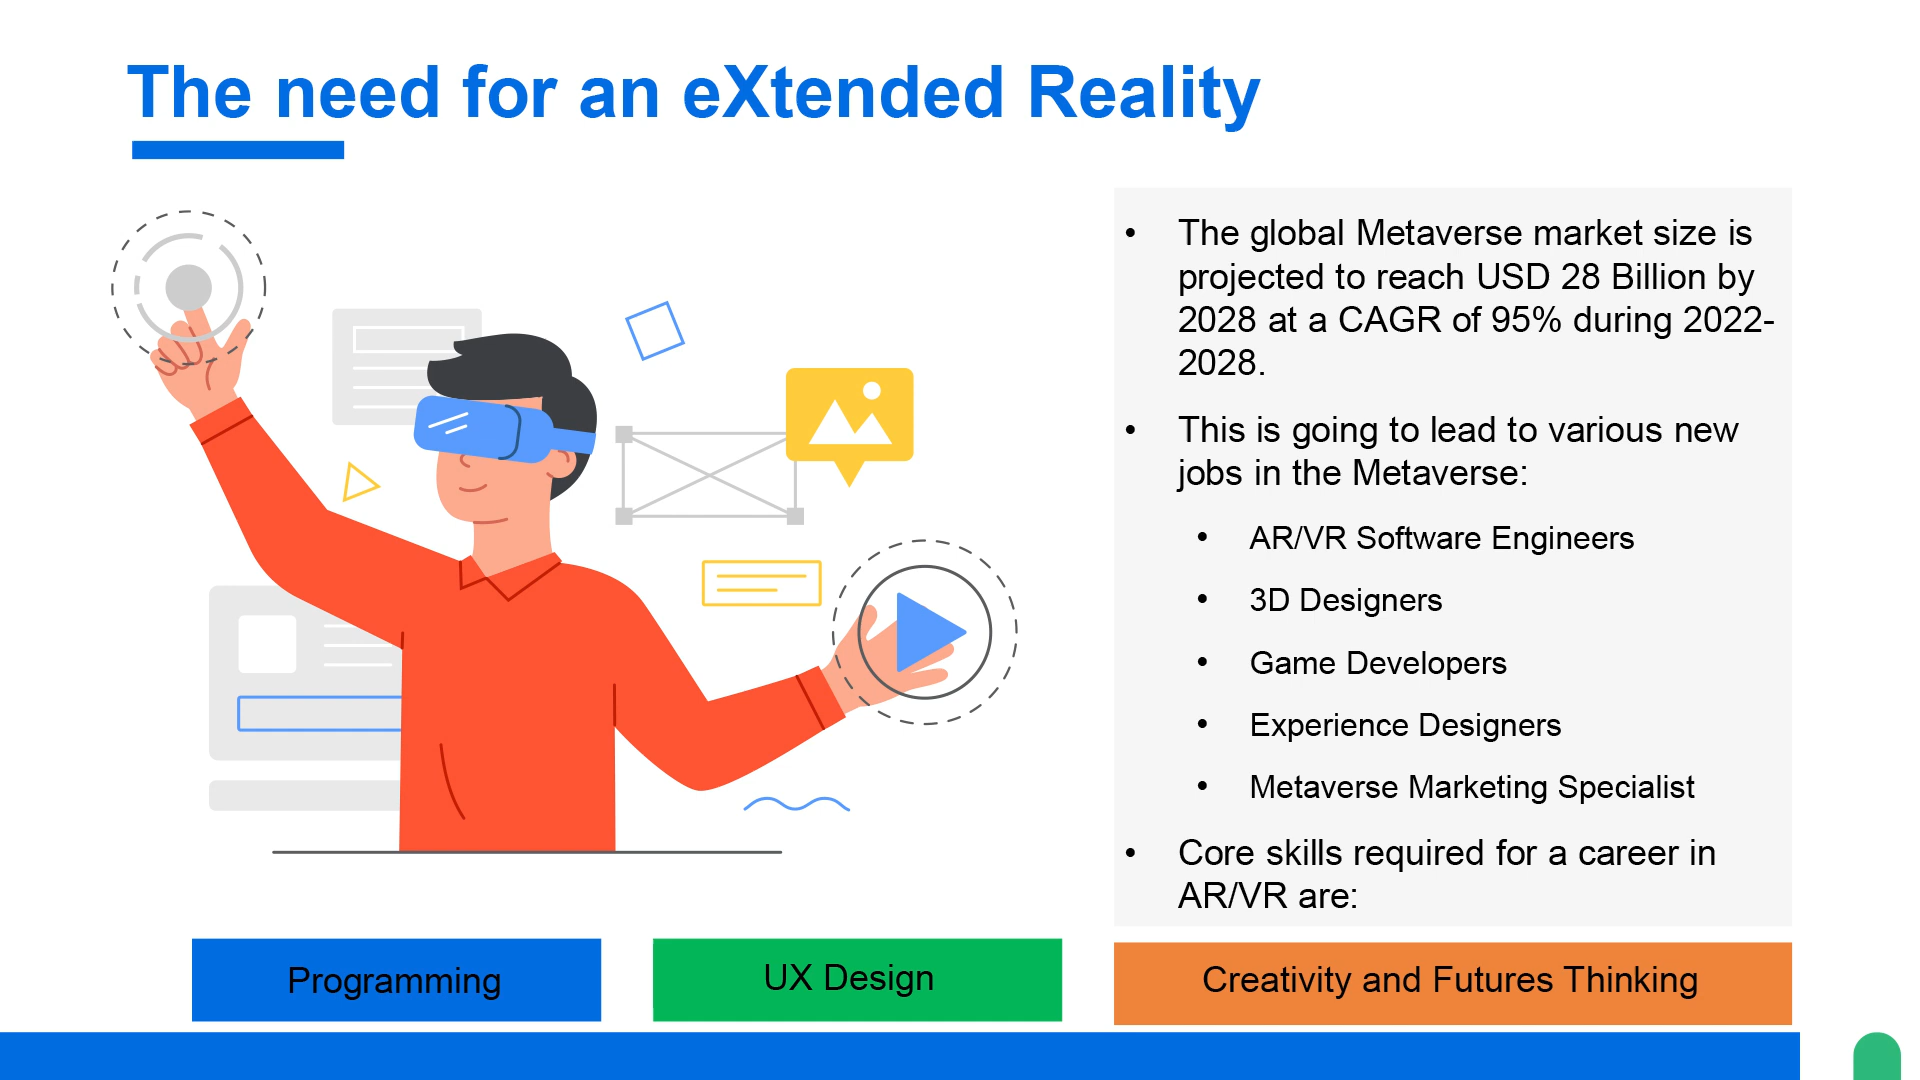 The need for an eXtended Reality
• The global Metaverse market size is
projected to reach USD 28 Billion by
2028 at a CAGR of 95% during 2022-
2028.
• This is going to lead to various new
jobs in the Metaverse:
• AR/VR Software Engineers
• 3D Designers
• Game Developers
• Experience Designers
• Metaverse Marketing Specialist
• Core skills required for a career in
AR/VR are:
Programming
UX Design
Creativity and Futures Thinking